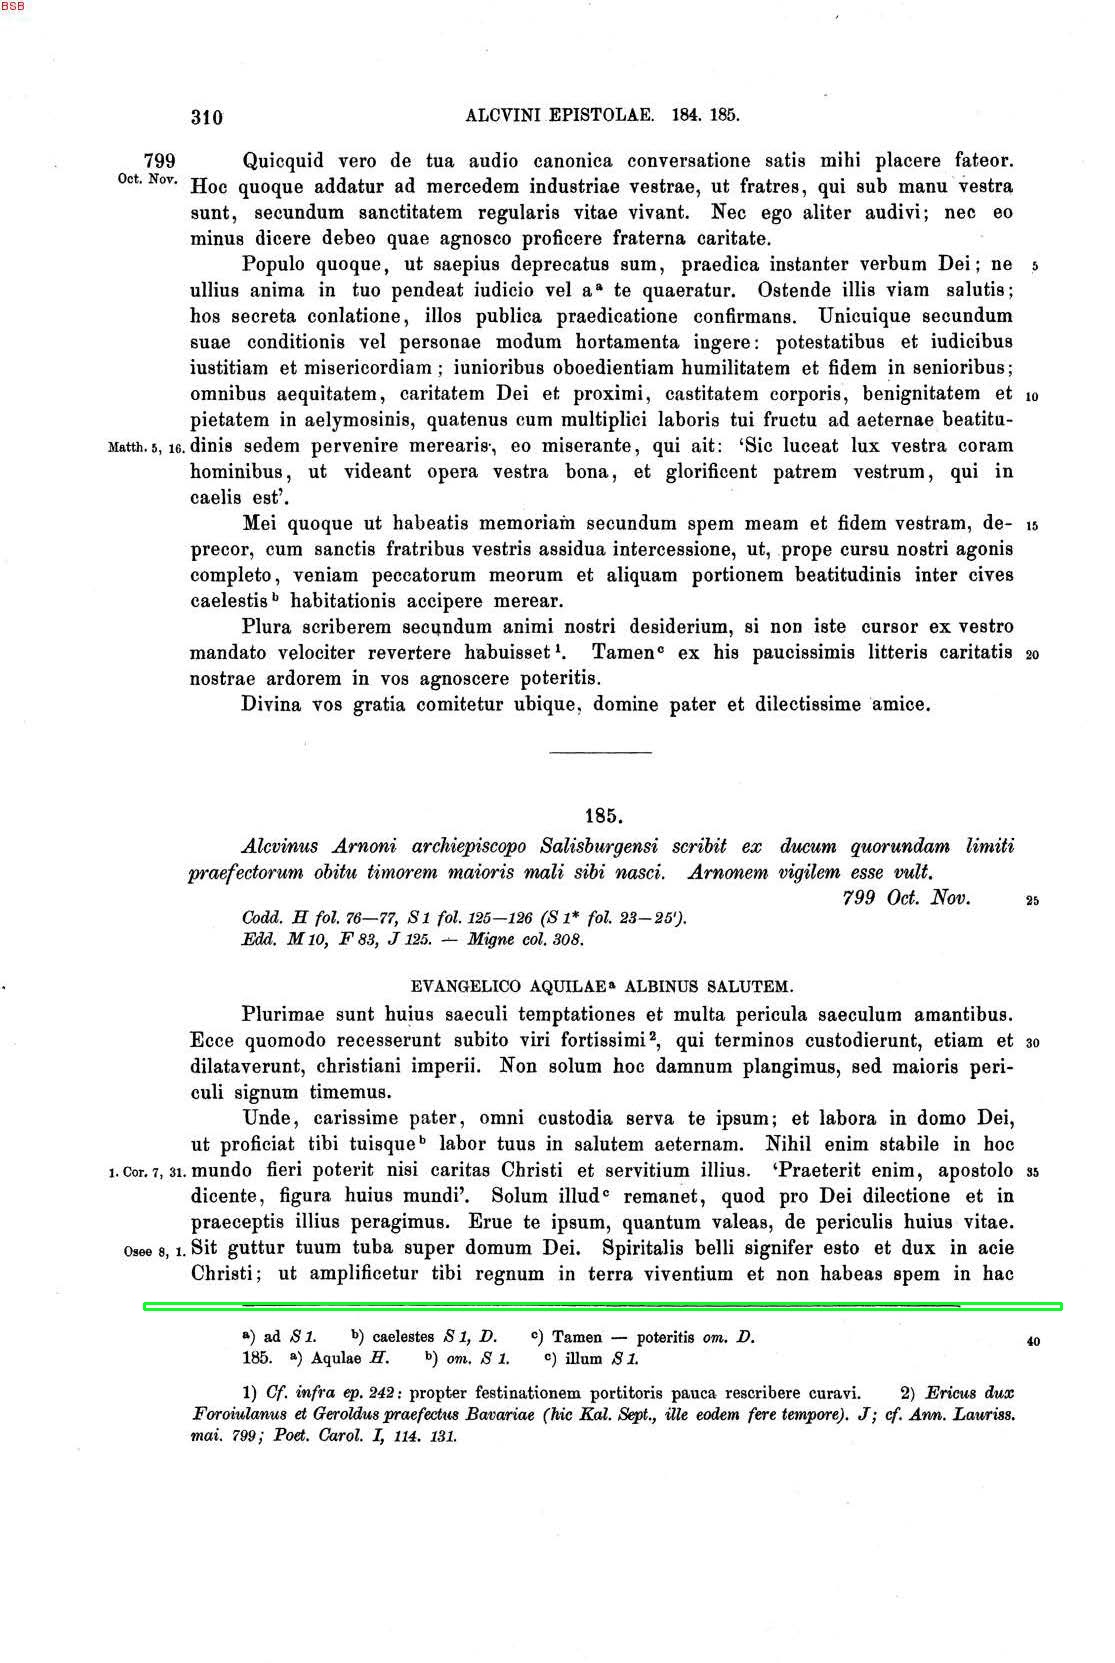 BSB
310 ALCVINI EPISTOLAE. 184. 185.
799 Quicquid vero de tua audio canonica conversatione satis mihi placere fateor.
Oct. Nov. Hoc quoque addatur ad mercedem industriae vestrae, ut fratres, qui sub manu vestra
sunt, secundum sanctitatem regularis vitae vivant. Nec ego aliter audivi; nec eo
minus dicere debeo quae agnosco proficere fraterna caritate.
Populo quoque, ut saepius deprecatus sum, praedica instanter verbum Dei; ne 5
ullius anima in tuo pendeat iudicio vel aᵃ te quaeratur. Ostende illis viam salutis;
hos secreta conlatione, illos publica praedicatione confirmans. Unicuique secundum
suae conditionis vel personae modum hortamenta ingere: potestatibus et iudicibus
iustitiam et misericordiam; iunioribus oboedientiam humilitatem et fidem in senioribus;
omnibus aequitatem, caritatem Dei et proximi, castitatem corporis, benignitatem et 10
pietatem in aelymosinis, quatenus cum multiplici laboris tui fructu ad aeternae beatitu-
Matth. 5, 16. dinis sedem pervenire merearis, eo miserante, qui ait: ‘Sic luceat lux vestra coram
hominibus, ut videant opera vestra bona, et glorificent patrem vestrum, qui in
caelis est’.
Mei quoque ut habeatis memoriam secundum spem meam et fidem vestram, de- 15
precor, cum sanctis fratribus vestris assidua intercessione, ut, prope cursu nostri agonis
completo, veniam peccatorum meorum et aliquam portionem beatitudinis inter cives
caelestisᵇ habitationis accipere merear.
Plura scriberem secundum animi nostri desiderium, si non iste cursor ex vestro
mandato velociter revertere habuisset¹. Tamenᶜ ex his paucissimis litteris caritatis 20
nostrae ardorem in vos agnoscere poteritis.
Divina vos gratia comitetur ubique, domine pater et dilectissime amice.
185.
Alcvinus Arnoni archiepiscopo Salisburgensi scribit ex ducum quorundam limiti
praefectorum obitu timorem maioris mali sibi nasci. Arnonem vigilem esse vult.
799 Oct. Nov. 25
Codd. H fol. 76—77, S 1 fol. 125—126 (S 1* fol. 23—25').
Edd. M 10, F 83, J 125. — Migne col. 308.
EVANGELICO AQUILAEᵃ ALBINUS SALUTEM.
Plurimae sunt huius saeculi temptationes et multa pericula saeculum amantibus.
Ecce quomodo recesserunt subito viri fortissimi², qui terminos custodierunt, etiam et 30
dilataverunt, christiani imperii. Non solum hoc damnum plangimus, sed maioris peri-
culi signum timemus.
Unde, carissime pater, omni custodia serva te ipsum; et labora in domo Dei,
ut proficiat tibi tuisqueᵇ labor tuus in salutem aeternam. Nihil enim stabile in hoc
1. Cor. 7, 31. mundo fieri poterit nisi caritas Christi et servitium illius. ‘Praeterit enim, apostolo 35
dicente, figura huius mundi’. Solum illudᶜ remanet, quod pro Dei dilectione et in
praeceptis illius peragimus. Erue te ipsum, quantum valeas, de periculis huius vitae.
Osee 8, 1. Sit guttur tuum tuba super domum Dei. Spiritalis belli signifer esto et dux in acie
Christi; ut amplificetur tibi regnum in terra viventium et non habeas spem in hac
ᵃ) ad S 1. ᵇ) caelestes S 1, D. ᶜ) Tamen — poteritis om. D. 40
185. ᵃ) Aqulae H. ᵇ) om. S 1. ᶜ) illum S 1.
1) Cf. infra ep. 242: propter festinationem portitoris pauca rescribere curavi. 2) Ericus dux
Foroiulanus et Geroldus praefectus Bavariae (hic Kal. Sept., ille eodem fere tempore). J; cf. Ann. Lauriss.
mai. 799; Poet. Carol. I, 114. 131.